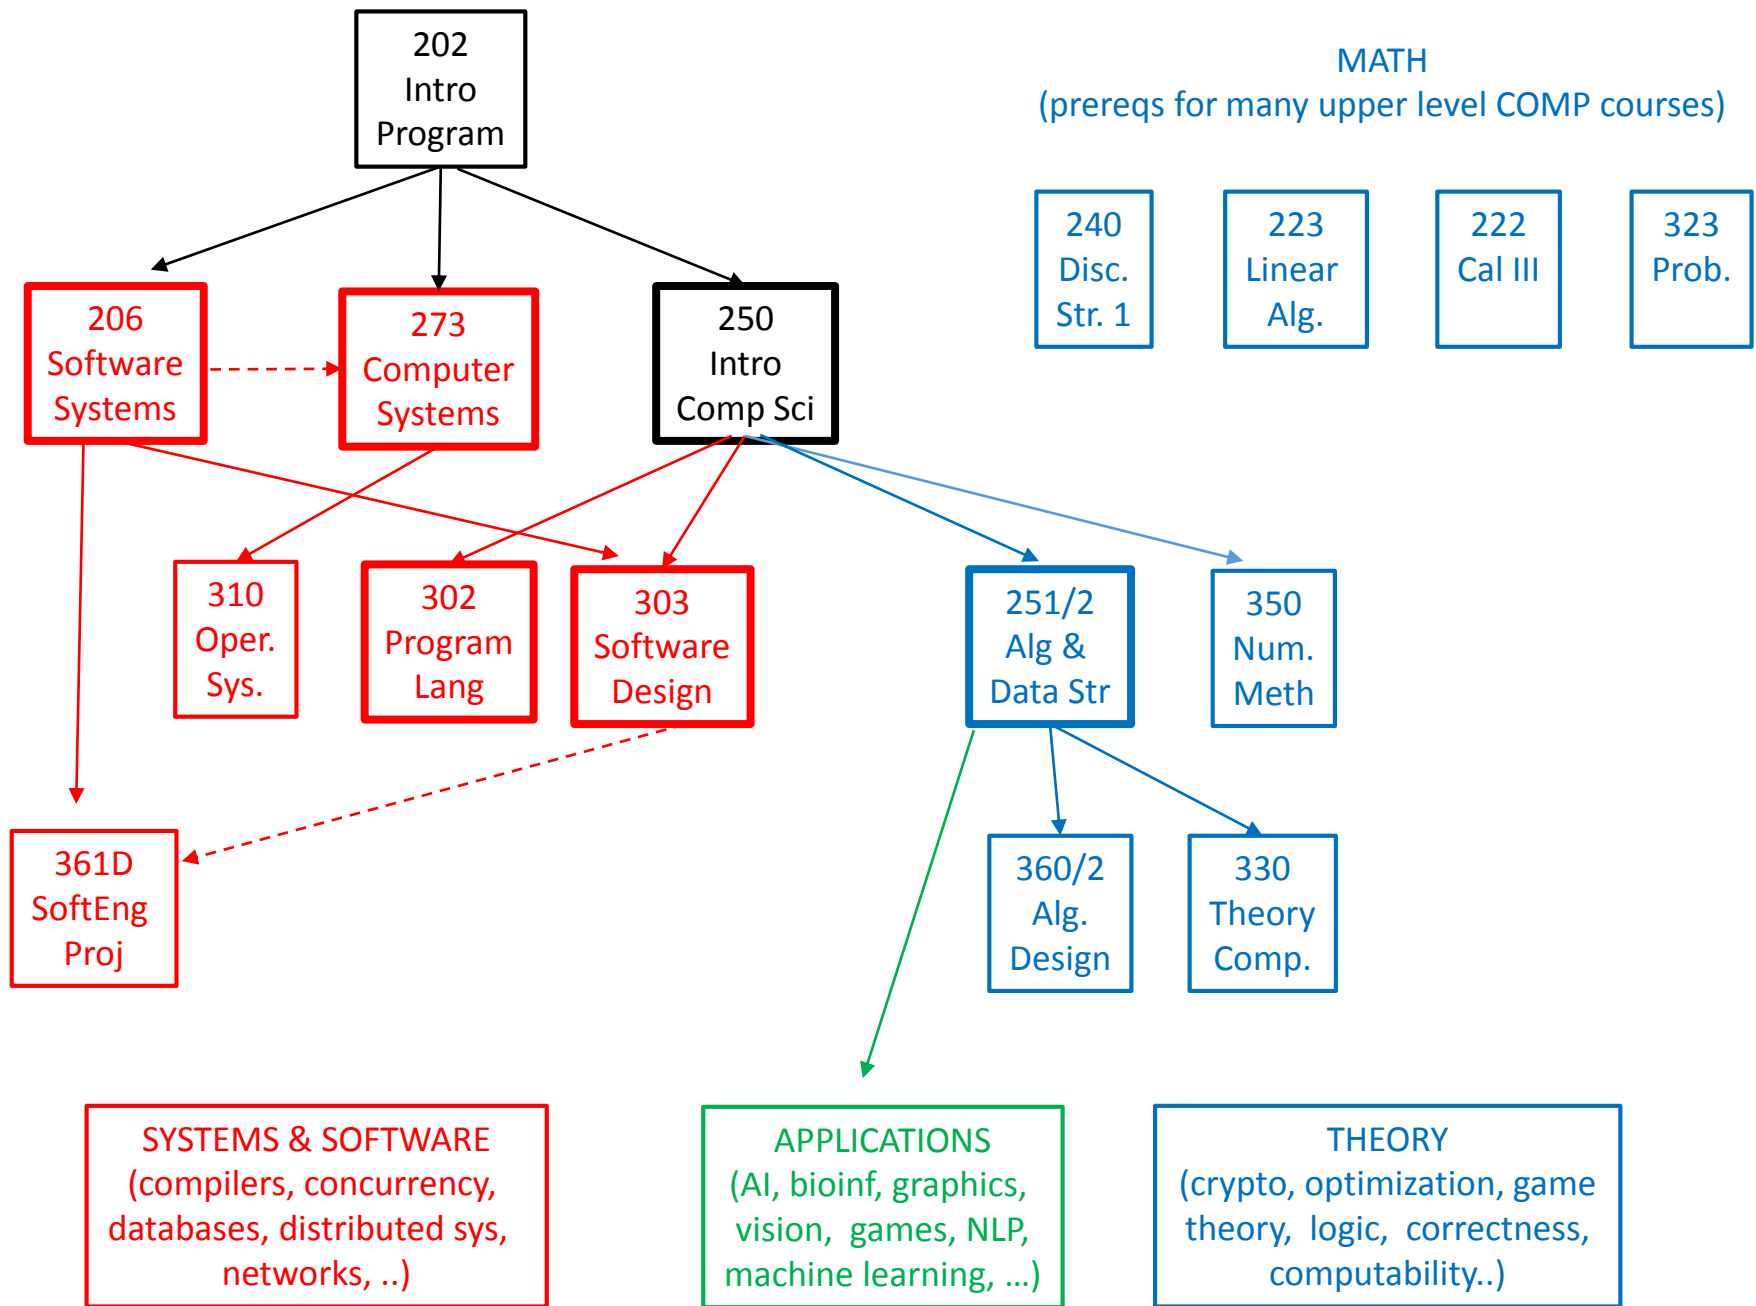 202
Intro
Program
MATH
(prereqs for many upper level COMP courses)
240
Disc.
Str. 1
223
Linear
Alg.
222
Cal III
323
Prob.
206
Software
Systems
273
Computer
Systems
250
Intro
Comp Sci
310
Oper.
Sys.
302
Program
Lang
303
Software
Design
251/2
Alg &
Data Str
350
Num.
Meth
361D
SoftEng
Proj
360/2
Alg.
Design
330
Theory
Comp.
SYSTEMS & SOFTWARE
(compilers, concurrency,
databases, distributed sys,
networks, ..)
APPLICATIONS
(AI, bioinf, graphics,
vision, games, NLP,
machine learning, ...)
THEORY
(crypto, optimization, game
theory, logic, correctness,
computability..)